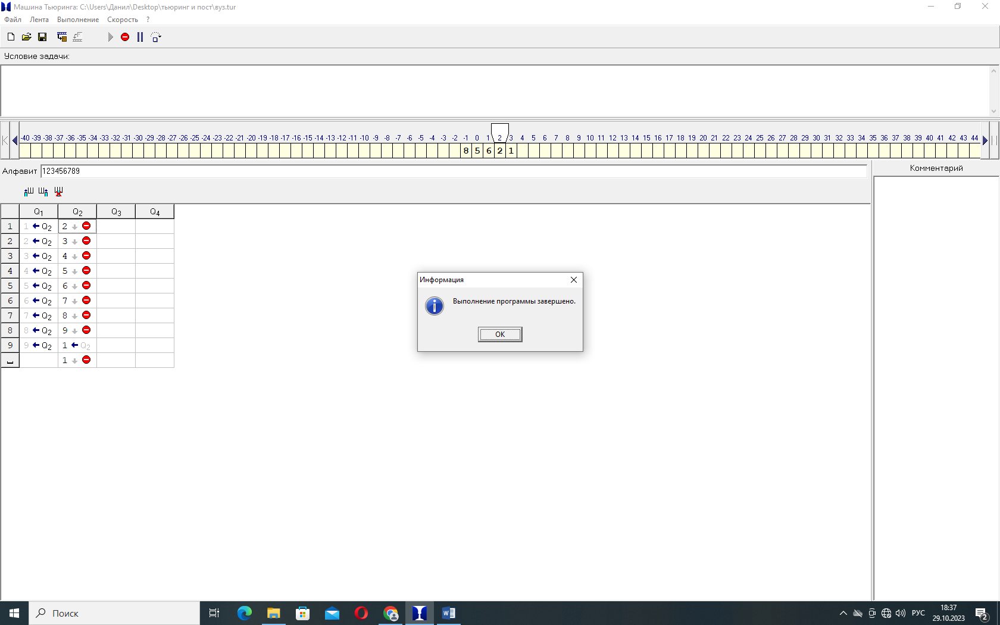 Машина Тьюринга: C:\Users\Данил\Desktop\тьюринг и пост\вуз.tur
Файл Лента Выполнение Скорость ?
Условие задачи:
-40 -39 -38 -37 -36 -35 -34 -33 -32 -31 -30 -29 -28 -27 -26 -25 -24 -23 -22 -21 -20 -19 -18 -17 -16 -15 -14 -13 -12 -11 -10 -9 -8 -7 -6 -5 -4 -3 -2 -1 0 1 2 3 4 5 6 7 8 9 10 11 12 13 14 15 16 17 18 19 20 21 22 23 24 25 26 27 28 29 30 31 32 33 34 35 36 37 38 39 40 41 42 43 44
8 5 6 2 1
Алфавит 123456789
Комментарий
Q1 Q2 Q3 Q4
1 1 ← Q2 2 ↓
2 2 ← Q2 3 ↓
3 3 ← Q2 4 ↓
4 4 ← Q2 5 ↓
5 5 ← Q2 6 ↓
6 6 ← Q2 7 ↓
7 7 ← Q2 8 ↓
8 8 ← Q2 9 ↓
9 9 ← Q2 1 ← Q2
1 ↓
Информация
Выполнение программы завершено.
OK
Поиск
РУС
18:37
29.10.2023
2